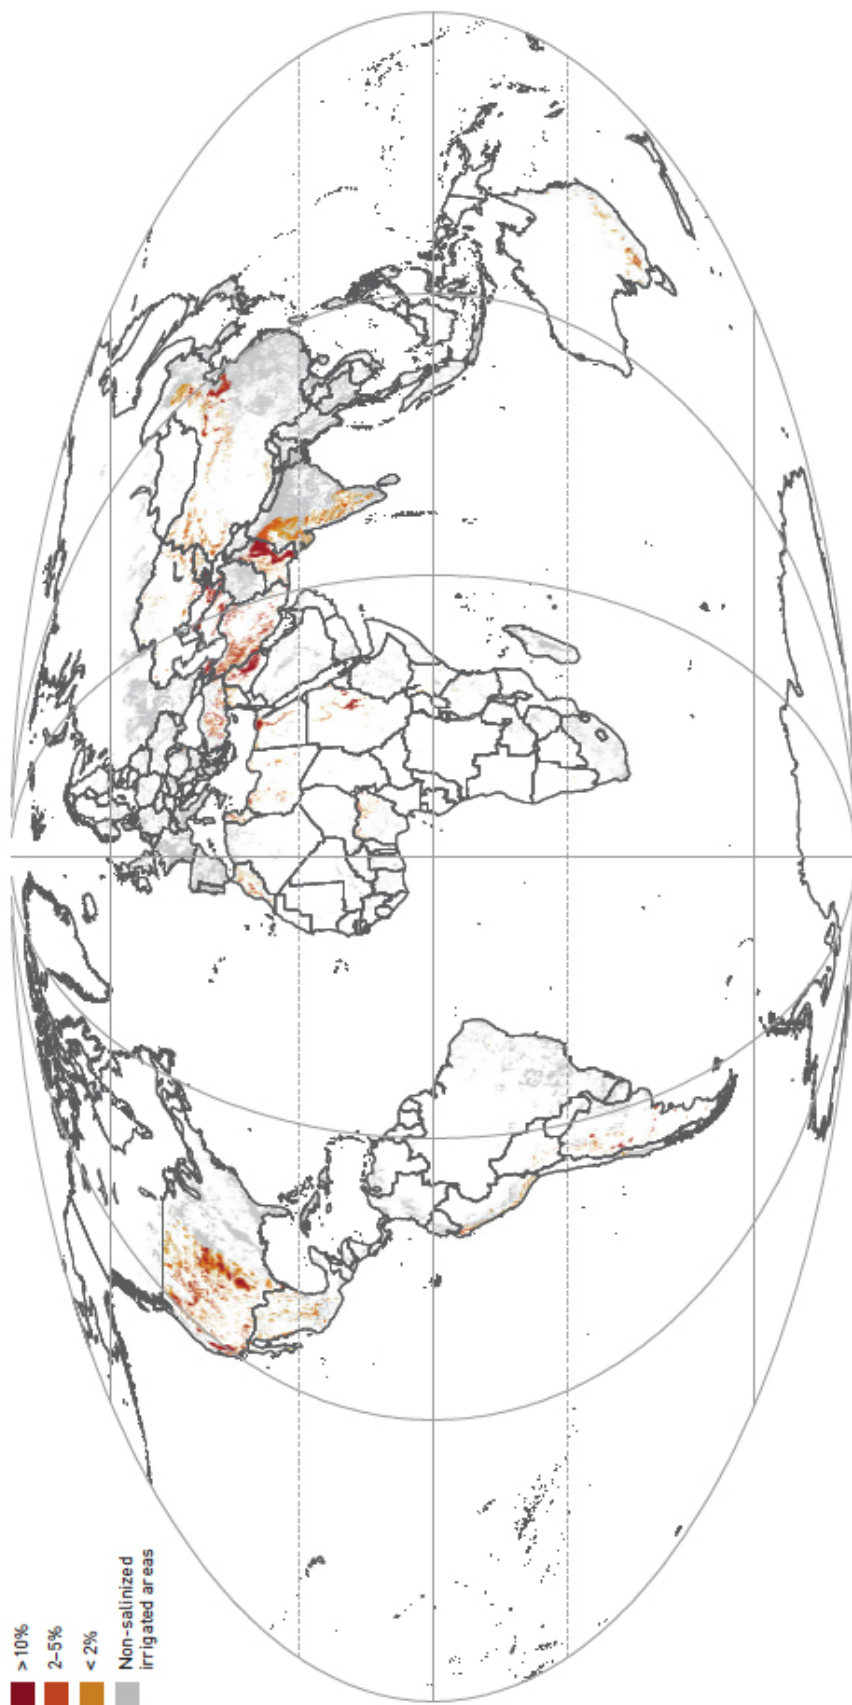 > 10%
2–5%
< 2%
Non-salinized
irrigated areas